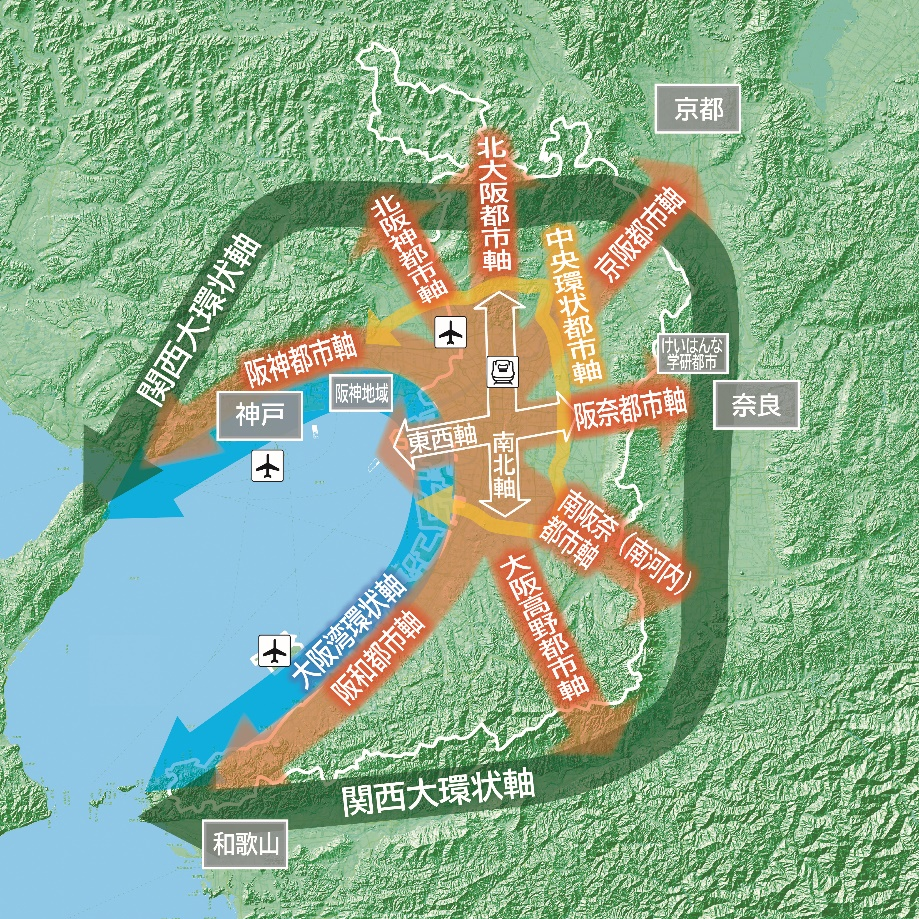 京都
北大阪都市軸
北阪神都市軸
京阪都市軸
中央環状都市軸
関西大環状軸
阪神都市軸
けいはんな
学研都市
阪神地域
神戸
阪奈都市軸
奈良
東西軸
南北軸
南阪奈（南河内）
都市軸
大阪高野都市軸
大阪湾環状軸
阪和都市軸
関西大環状軸
和歌山